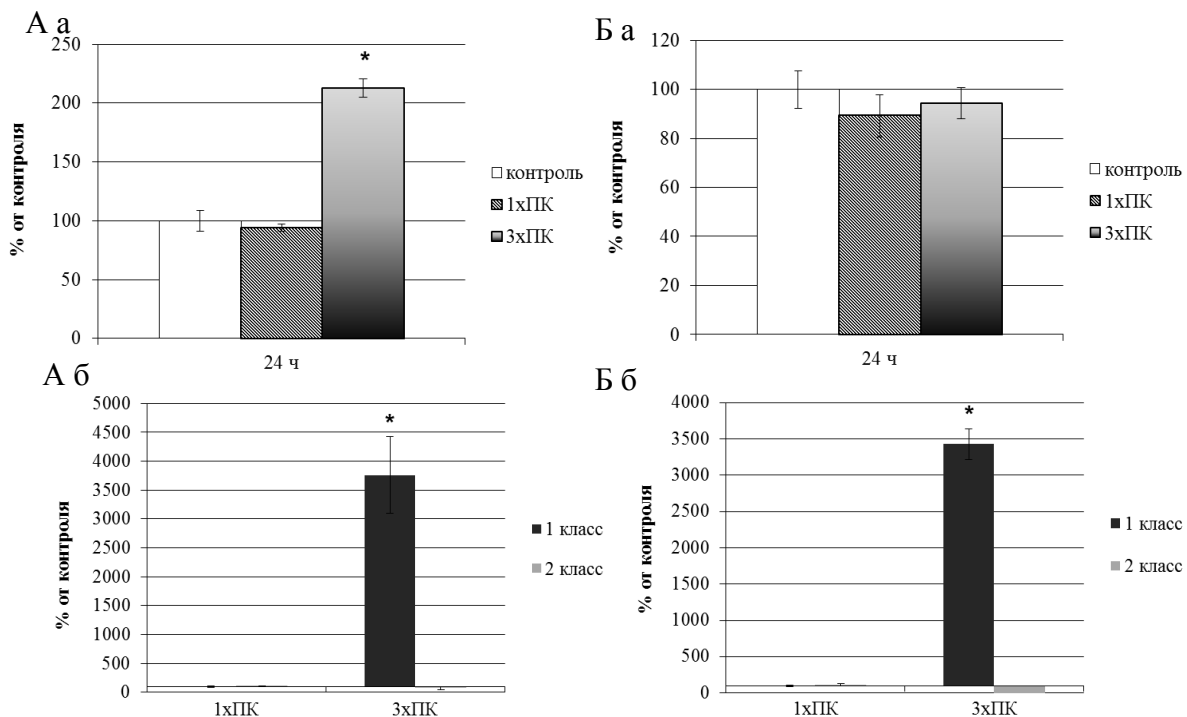 А а
250
200
150
100
50
0
% от контроля
*
24 ч
контроль
1хПК
3хПК
Б а
120
100
80
60
40
20
0
% от контроля
24 ч
контроль
1хПК
3хПК
А б
5000
4500
4000
3500
3000
2500
2000
1500
1000
500
0
% от контроля
*
1хПК
3хПК
1 класс
2 класс
Б б
4000
3500
3000
2500
2000
1500
1000
500
0
% от контроля
*
1хПК
3хПК
1 класс
2 класс